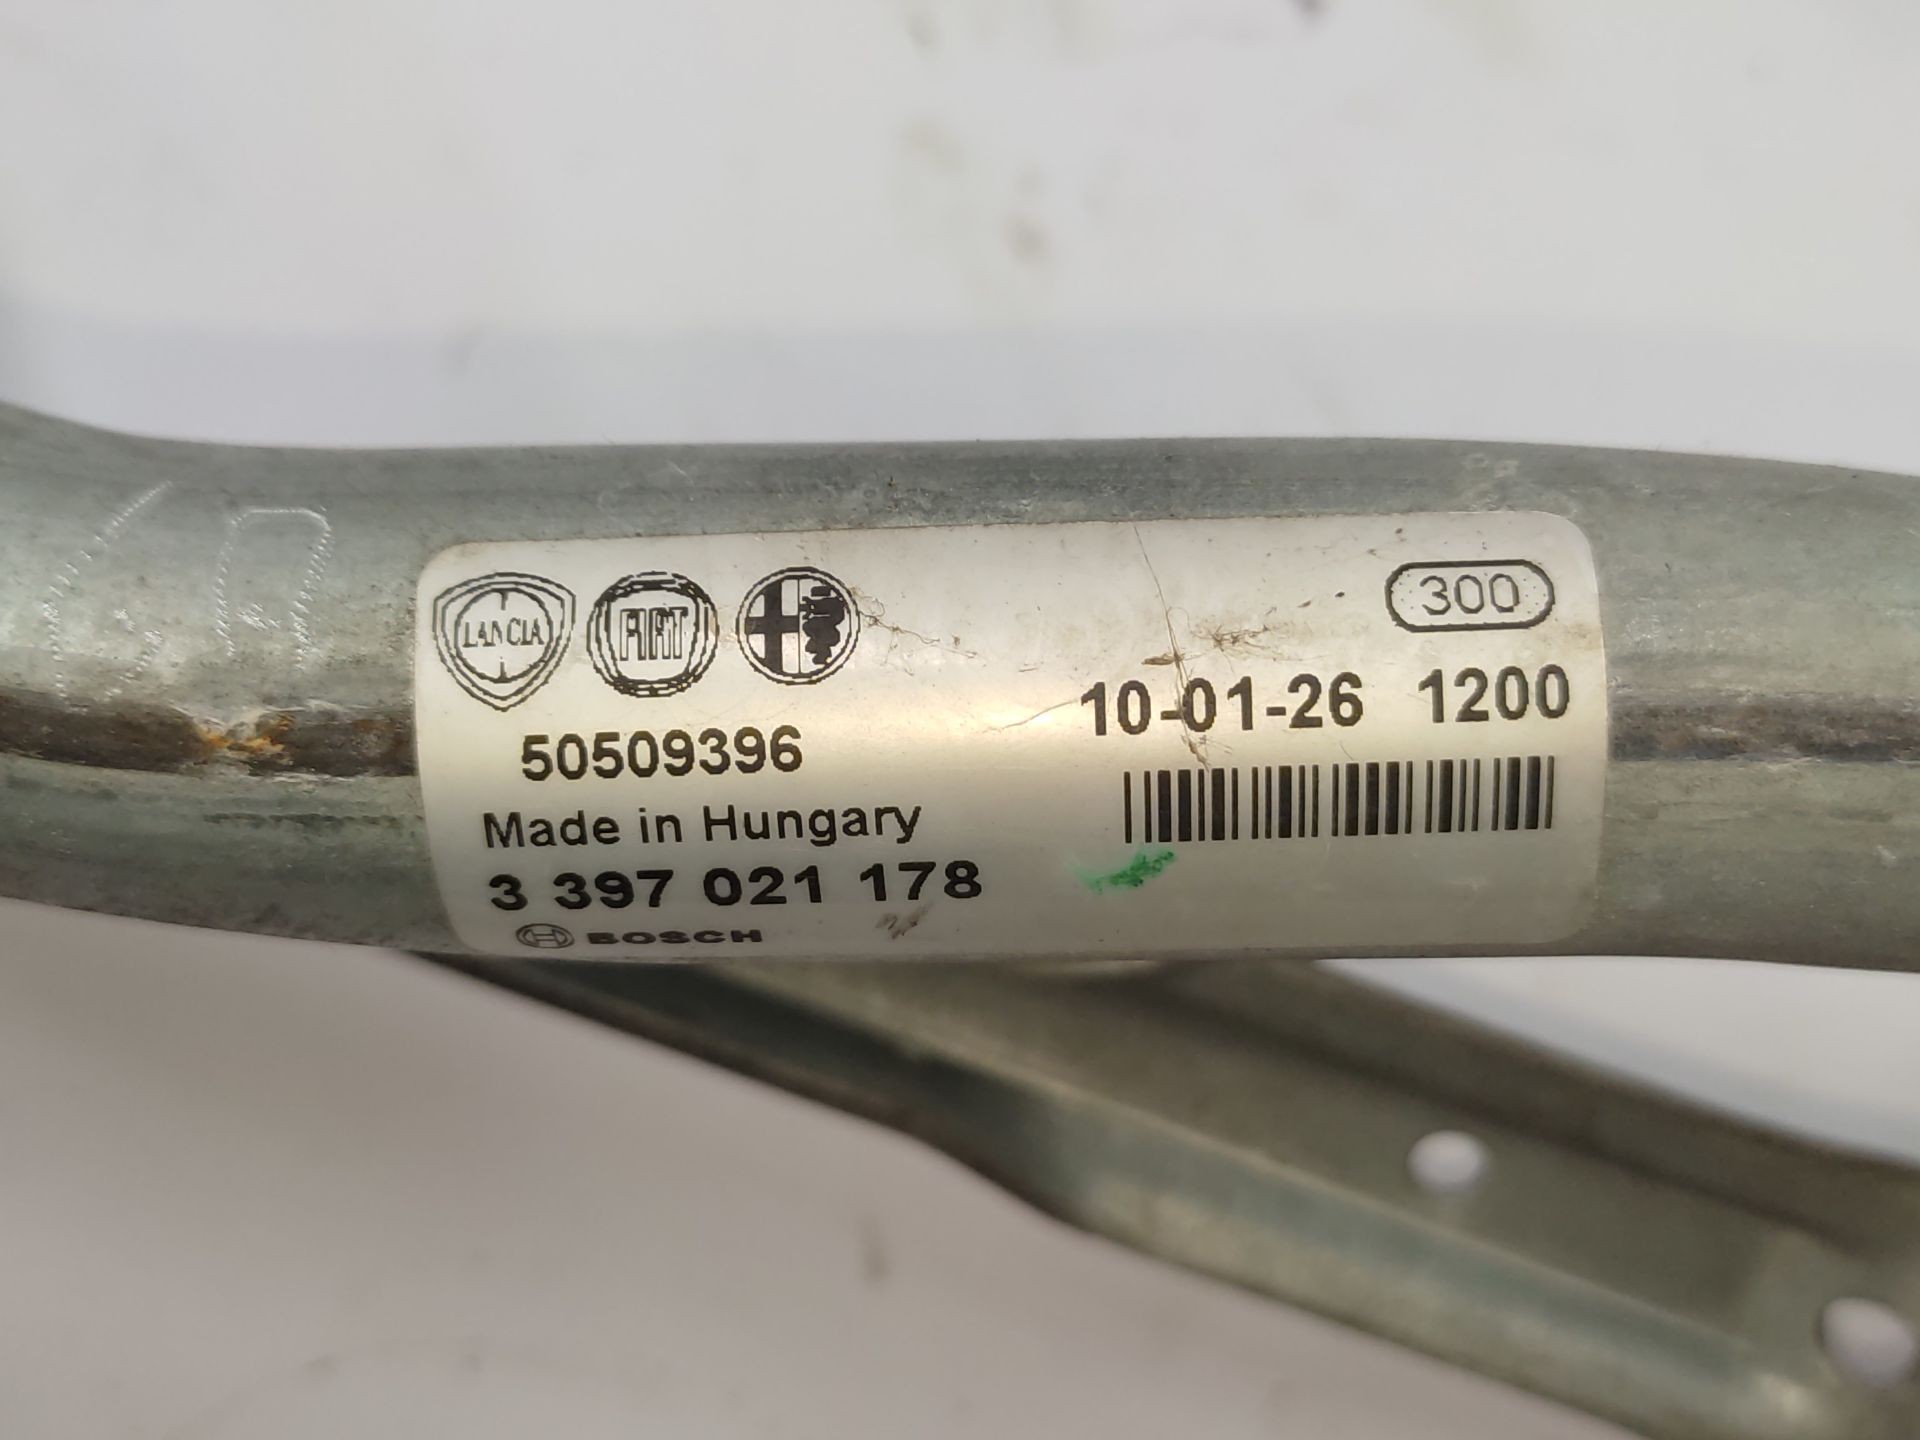 LANCIA FIAT
300
50509396
10-01-26 1200
Made in Hungary
3 397 021 178
BOSCH